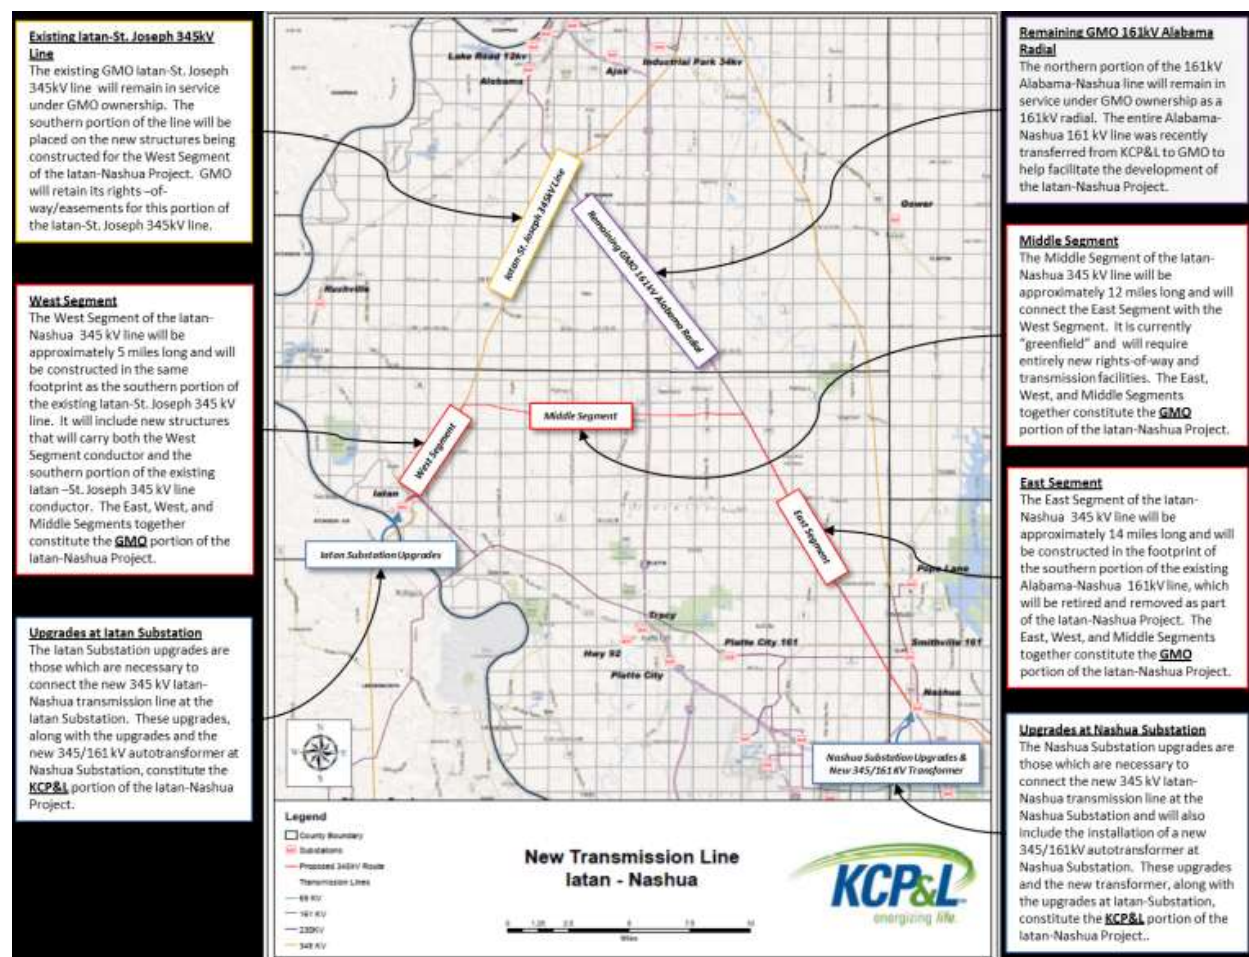 Existing Iatan-St. Joseph 345kV
Line
The existing GMO Iatan-St. Joseph
345kV line will remain in service
under GMO ownership. The
southern portion of the line will be
placed on the new structures being
constructed for the West Segment
of the Iatan-Nashua Project. GMO
will retain its rights –of-
way/easements for this portion of
the Iatan-St. Joseph 345kV line.
West Segment
The West Segment of the Iatan-
Nashua 345 kV line will be
approximately 5 miles long and will
be constructed in the same
footprint as the southern portion of
the existing Iatan-St. Joseph 345 kV
line. It will include new structures
that will carry both the West
Segment conductor and the
southern portion of the existing
Iatan –St. Joseph 345 kV line
conductor. The East, West, and
Middle Segments together
constitute the GMO portion of the
Iatan-Nashua Project.
Upgrades at Iatan Substation
The Iatan Substation upgrades are
those which are necessary to
connect the new 345 kV Iatan-
Nashua transmission line at the
Iatan Substation. These upgrades,
along with the upgrades and the
new 345/161 kV autotransformer at
Nashua Substation, constitute the
KCP&L portion of the Iatan-Nashua
Project.
Lake Road 12kv
Alabama
Ajax
Industrial Park 34kv
Gower
Rushville
Iatan-St. Joseph 345kV Line
Remaining GMO 161kV Alabama Radial
Middle Segment
West Segment
East Segment
Iatan
Iatan Substation Upgrades
Pope Lane
Tracy
Hwy 92
Platte City 161
Platte City
Smithville 161
Nashua
Nashua Substation Upgrades &
New 345/161 KV Transformer
Legend
County Boundary
Substations
Proposed 345kV Route
Transmission Lines
69 KV
161 KV
230KV
345 KV
New Transmission Line
Iatan - Nashua
0 1.25 2.5 5 7.5 10
Miles
KCP&L
energizing life
Remaining GMO 161kV Alabama
Radial
The northern portion of the 161kV
Alabama-Nashua line will remain in
service under GMO ownership as a
161kV radial. The entire Alabama-
Nashua 161 kV line was recently
transferred from KCP&L to GMO to
help facilitate the development of
the Iatan-Nashua Project.
Middle Segment
The Middle Segment of the Iatan-
Nashua 345 kV line will be
approximately 12 miles long and will
connect the East Segment with the
West Segment. It is currently
“greenfield” and will require
entirely new rights-of-way and
transmission facilities. The East,
West, and Middle Segments
together constitute the GMO
portion of the Iatan-Nashua Project.
East Segment
The East Segment of the Iatan-
Nashua 345 kV line will be
approximately 14 miles long and will
be constructed in the footprint of
the southern portion of the existing
Alabama-Nashua 161kV line, which
will be retired and removed as part
of the Iatan-Nashua Project. The
East, West, and Middle Segments
together constitute the GMO
portion of the Iatan-Nashua Project.
Upgrades at Nashua Substation
The Nashua Substation upgrades are
those which are necessary to
connect the new 345 kV Iatan-
Nashua transmission line at the
Nashua Substation and will also
include the installation of a new
345/161kV autotransformer at
Nashua Substation. These upgrades
and the new transformer, along with
the upgrades at Iatan-Substation,
constitute the KCP&L portion of the
Iatan-Nashua Project..